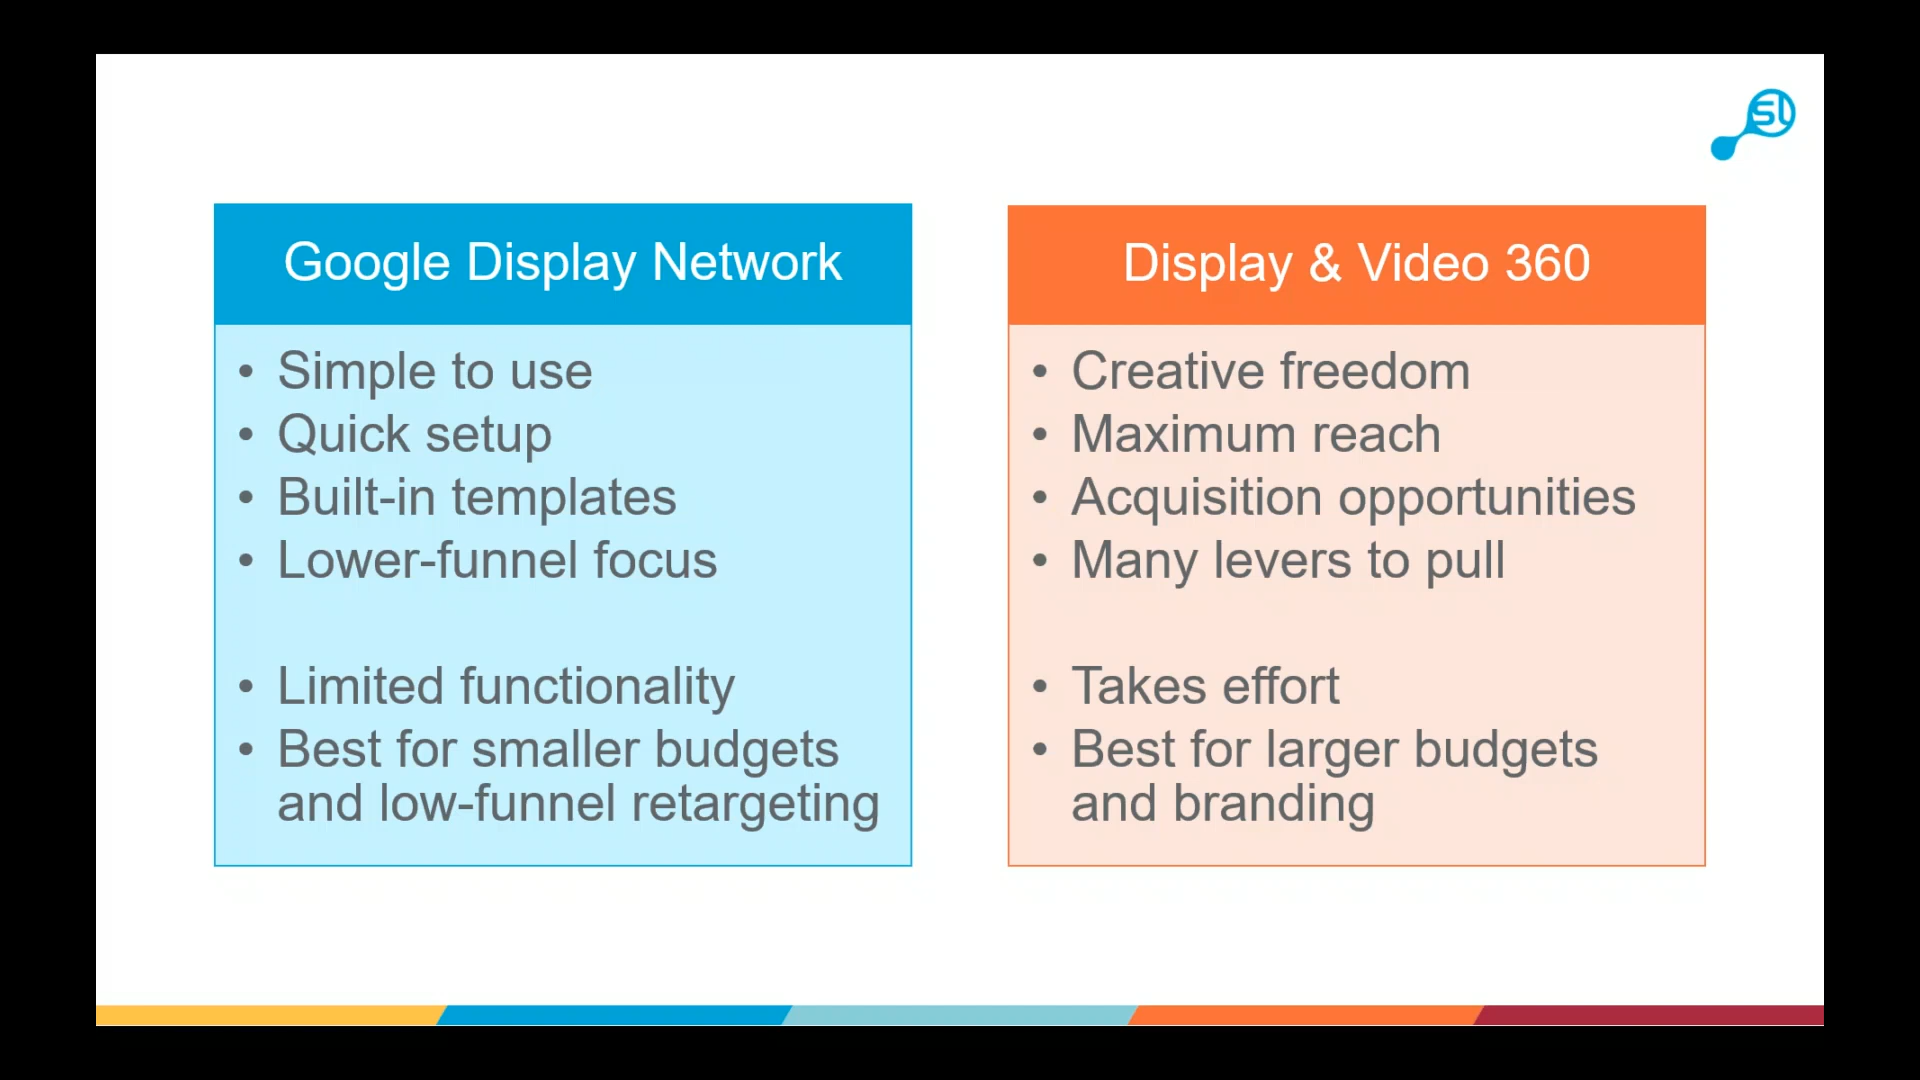 SL
Google Display Network
• Simple to use
• Quick setup
• Built-in templates
• Lower-funnel focus
• Limited functionality
• Best for smaller budgets
and low-funnel retargeting
Display & Video 360
• Creative freedom
• Maximum reach
• Acquisition opportunities
• Many levers to pull
• Takes effort
• Best for larger budgets
and branding